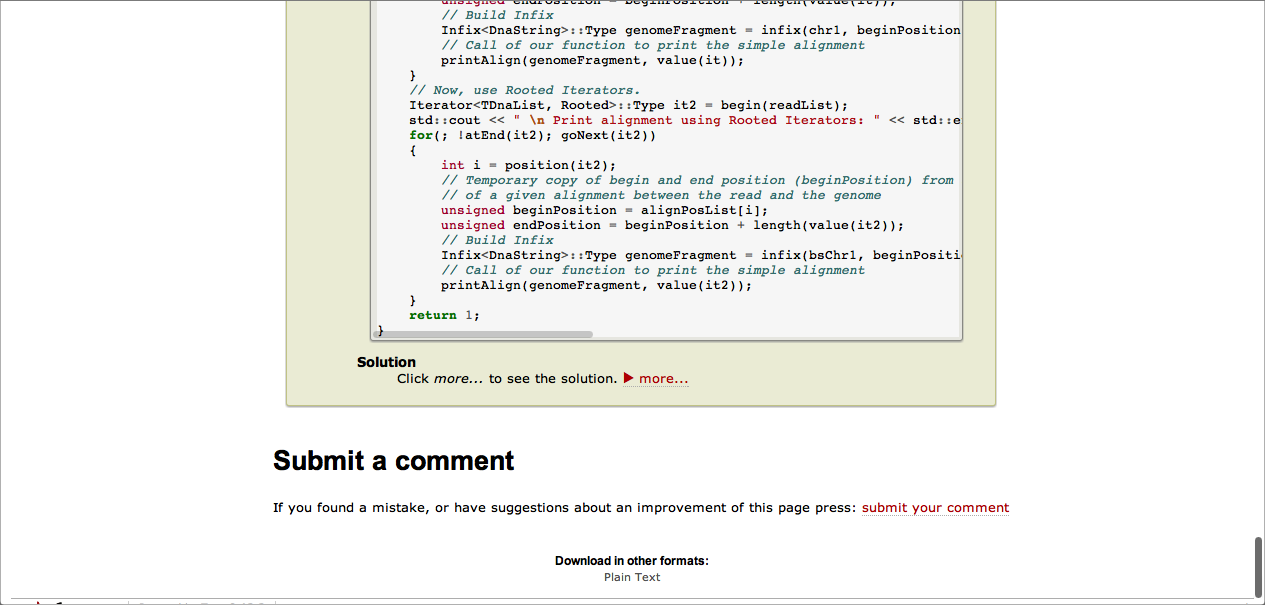 unsigned endPosition = beginPosition + length(value(it));
// Build Infix
Infix<DnaString>::Type genomeFragment = infix(chr1, beginPosition
// Call of our function to print the simple alignment
printAlign(genomeFragment, value(it));
}
// Now, use Rooted Iterators.
Iterator<TDnaList, Rooted>::Type it2 = begin(readList);
std::cout << " \n Print alignment using Rooted Iterators: " << std::e
for(; !atEnd(it2); goNext(it2))
{
int i = position(it2);
// Temporary copy of begin and end position (beginPosition) from
// of a given alignment between the read and the genome
unsigned beginPosition = alignPosList[i];
unsigned endPosition = beginPosition + length(value(it2));
// Build Infix
Infix<DnaString>::Type genomeFragment = infix(bsChr1, beginPositi
// Call of our function to print the simple alignment
printAlign(genomeFragment, value(it2));
}
return 1;
}
Solution
Click more... to see the solution. ▶ more...
Submit a comment
If you found a mistake, or have suggestions about an improvement of this page press: submit your comment
Download in other formats:
Plain Text